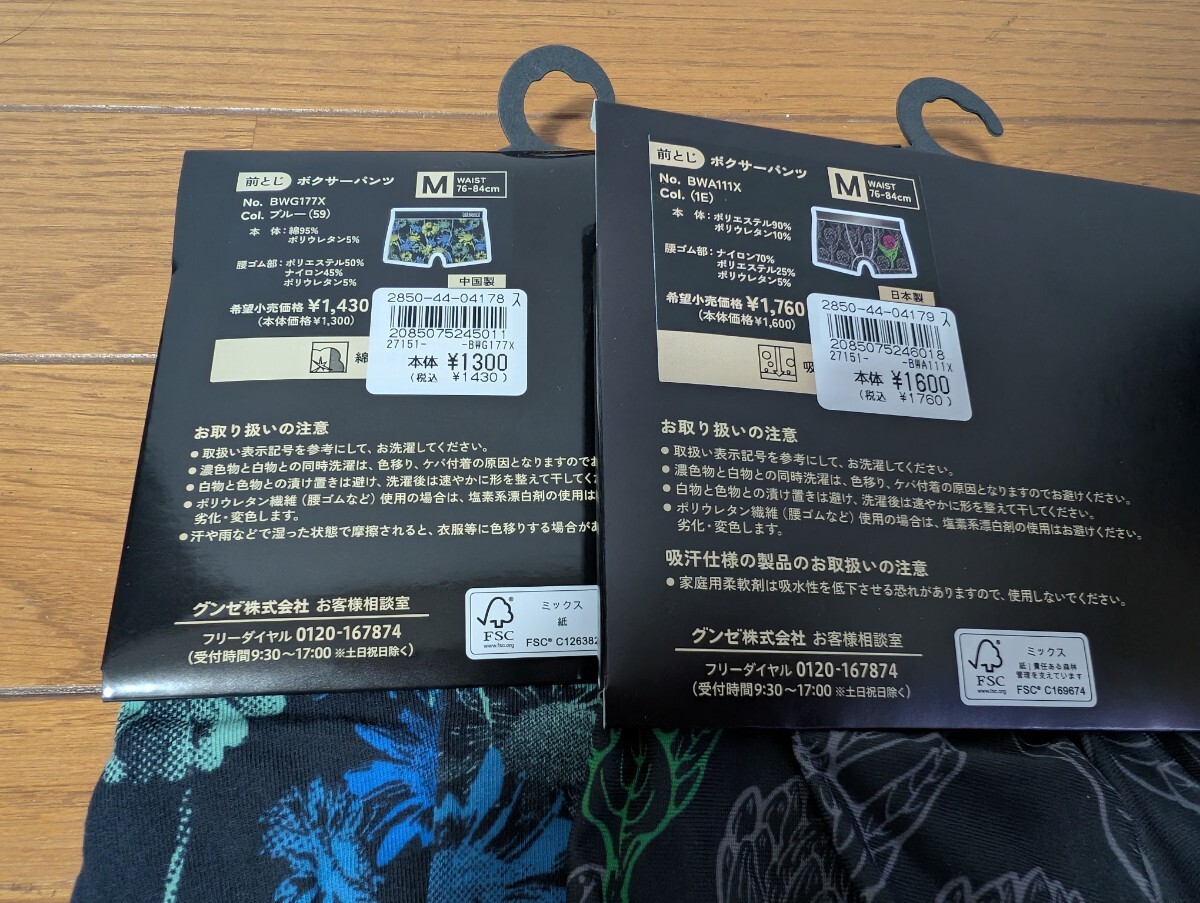 前とじ ボクサーパンツ
M WAIST 76-84cm
No. BWG177X
Col. ブルー(59)
本 体：綿95%
ポリウレタン5%
腰ゴム部：ポリエステル50%
ナイロン45%
ポリウレタン5%
中国製
希望小売価格 ¥1,430
(本体価格¥1,300)
綿
2850-44-04178 ス
2085075245011
27151- -BWG177X
本体 ¥1300
(税込 ¥1430)
お取り扱いの注意
●取扱い表示記号を参考にして、お洗濯してください。
●濃色物と白物との同時洗濯は、色移り、ケバ付着の原因となりますのでお
●白物と色物との漬け置きは避け、洗濯後は速やかに形を整えて干してく
●ポリウレタン繊維（腰ゴムなど）使用の場合は、塩素系漂白剤の使用は
劣化・変色します。
●汗や雨などで湿った状態で摩擦されると、衣服等に色移りする場合が
グンゼ株式会社 お客様相談室
フリーダイヤル 0120-167874
(受付時間9:30〜17:00 ※土日祝日除く)
FSC
www.fsc.org
ミックス
紙
FSC® C126382
前とじ ボクサーパンツ
M WAIST 76-84cm
No. BWA111X
Col. (1E)
本 体：ポリエステル90%
ポリウレタン10%
腰ゴム部：ナイロン70%
ポリエステル25%
ポリウレタン5%
日本製
希望小売価格 ¥1,760
(本体価格¥1,600)
吸
2850-44-04179 ス
2085075246018
27151- -BWA111X
本体 ¥1600
(税込 ¥1760)
お取り扱いの注意
●取扱い表示記号を参考にして、お洗濯してください。
●濃色物と白物との同時洗濯は、色移り、ケバ付着の原因となりますのでお避けください。
●白物と色物との漬け置きは避け、洗濯後は速やかに形を整えて干してください。
●ポリウレタン繊維（腰ゴムなど）使用の場合は、塩素系漂白剤の使用はお避けください。
劣化・変色します。
吸汗仕様の製品のお取扱いの注意
●家庭用柔軟剤は吸水性を低下させる恐れがありますので、使用しないでください。
グンゼ株式会社 お客様相談室
フリーダイヤル 0120-167874
(受付時間9:30〜17:00 ※土日祝日除く)
FSC
www.fsc.org
ミックス
紙｜責任ある森林
管理を支えています
FSC® C169674